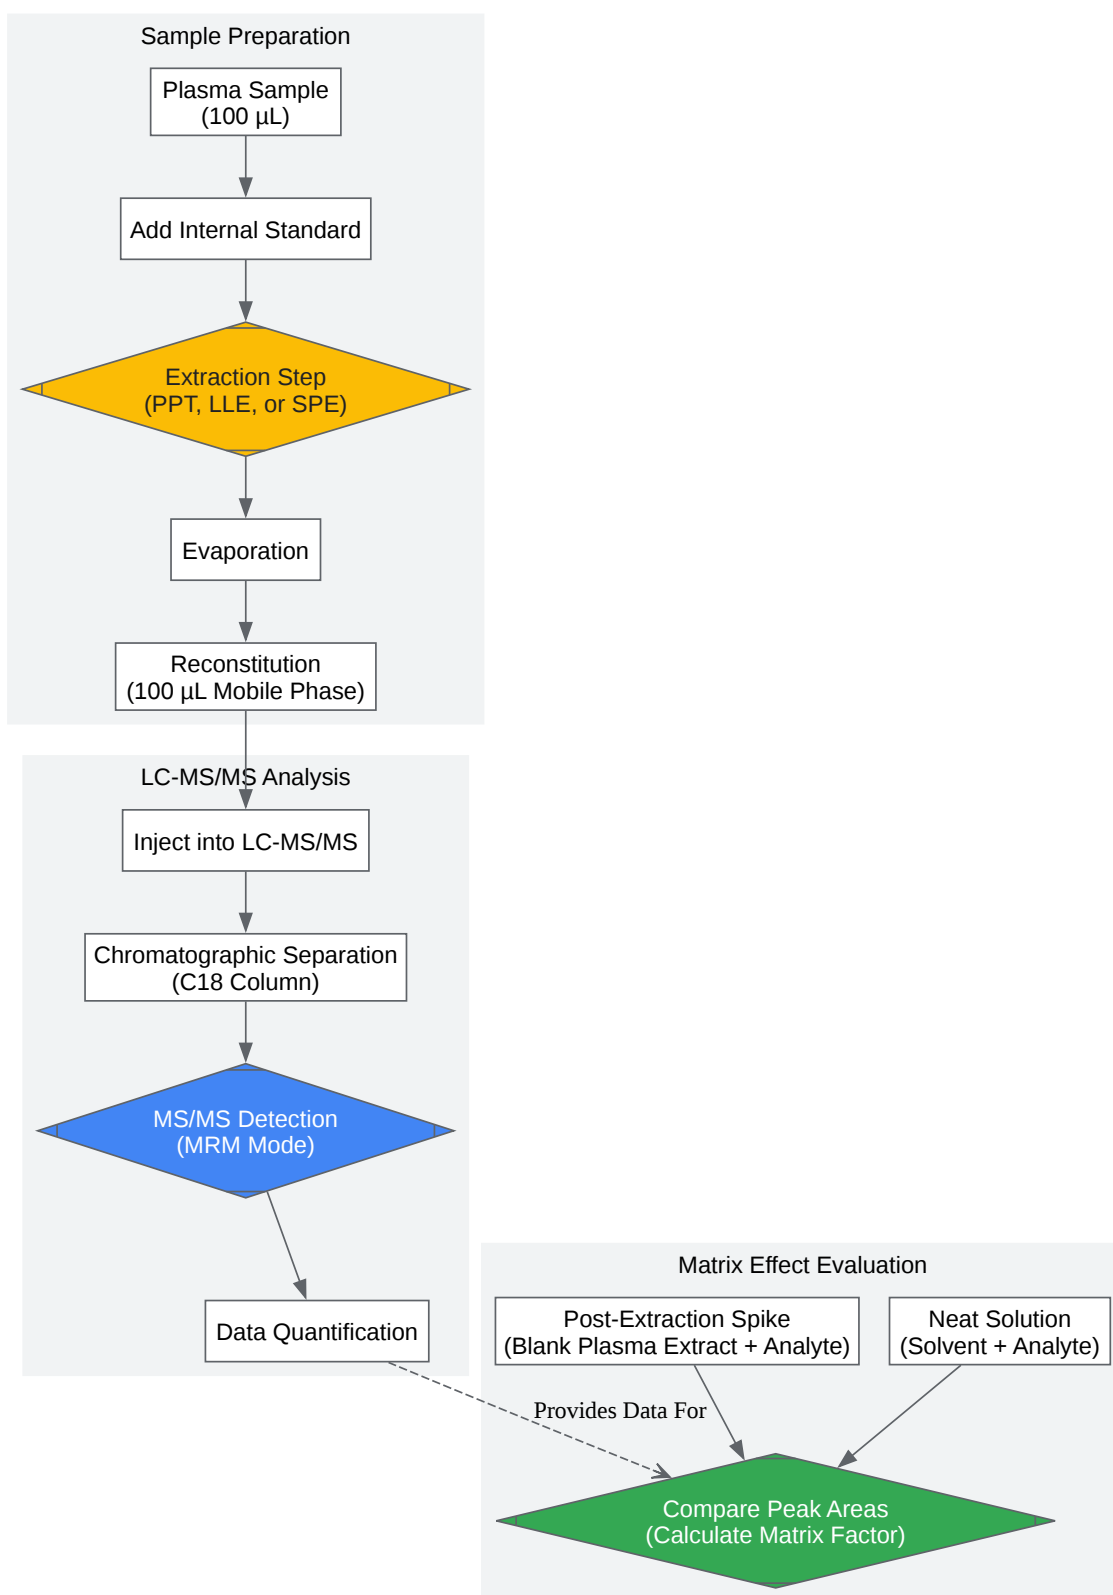 Sample Preparation
Plasma Sample
(100 µL)
Add Internal Standard
Extraction Step
(PPT, LLE, or SPE)
Evaporation
Reconstitution
(100 µL Mobile Phase)
LC-MS/MS Analysis
Inject into LC-MS/MS
Chromatographic Separation
(C18 Column)
MS/MS Detection
(MRM Mode)
Data Quantification
Matrix Effect Evaluation
Post-Extraction Spike
(Blank Plasma Extract + Analyte)
Neat Solution
(Solvent + Analyte)
Provides Data For
Compare Peak Areas
(Calculate Matrix Factor)